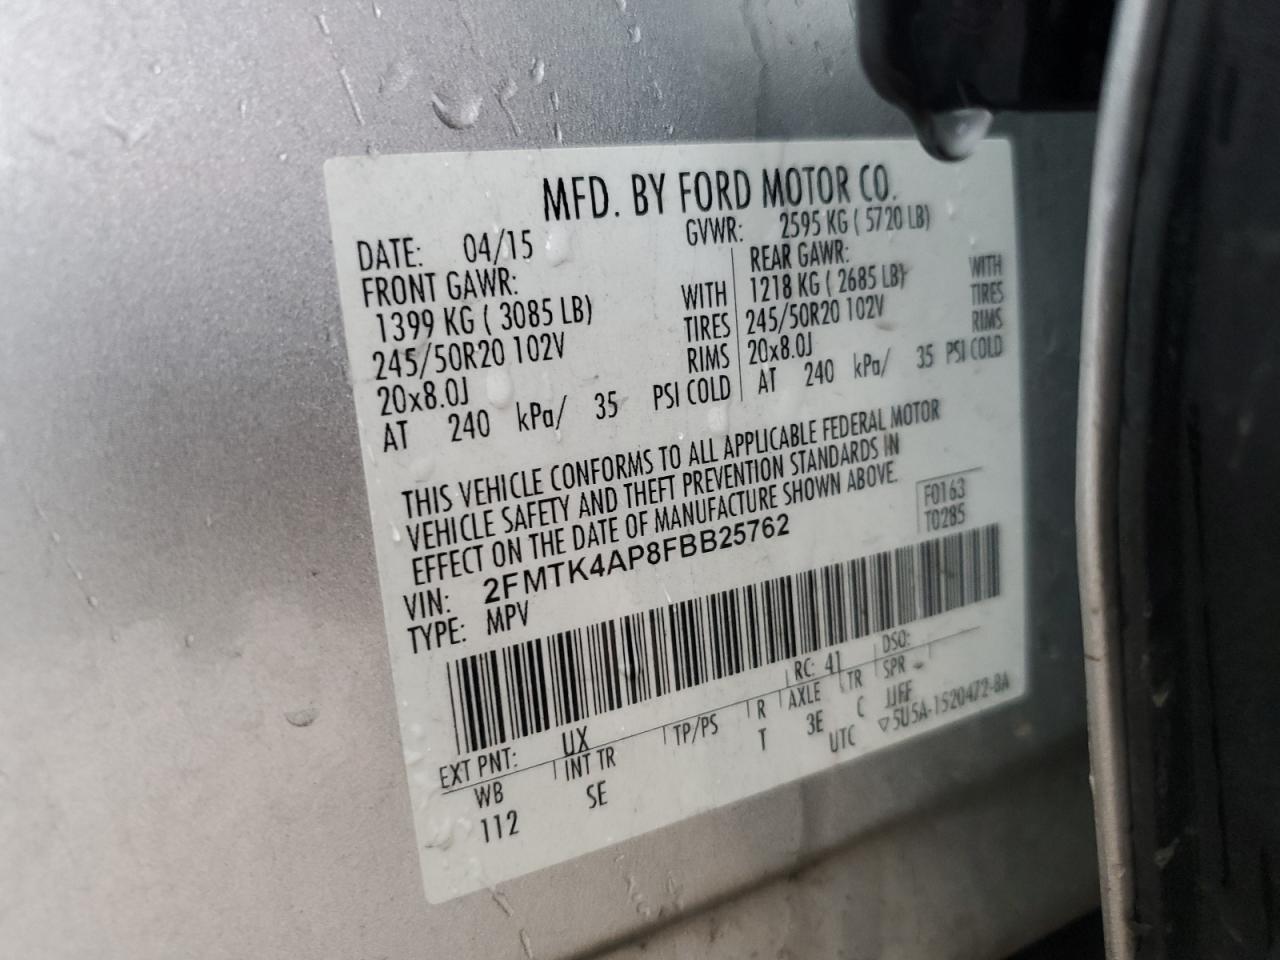 MFD. BY FORD MOTOR CO.
DATE: 04/15 GVWR: 2595 KG ( 5720 LB)
FRONT GAWR: REAR GAWR:
1399 KG ( 3085 LB) WITH 1218 KG ( 2685 LB) WITH
245/50R20 102V TIRES 245/50R20 102V TIRES
20x8.0J RIMS 20x8.0J RIMS
AT 240 kPa/ 35 PSI COLD AT 240 kPa/ 35 PSI COLD
THIS VEHICLE CONFORMS TO ALL APPLICABLE FEDERAL MOTOR
VEHICLE SAFETY AND THEFT PREVENTION STANDARDS IN
EFFECT ON THE DATE OF MANUFACTURE SHOWN ABOVE.
F0163
T0285
VIN: 2FMTK4AP8FBB25762
TYPE: MPV
EXT PNT: UX RC: 41 DSO:
WB INT TR TP/PS R AXLE TR SPR
112 SE T 3E C JJFF
UTC ▽5U5A-1520472-BA